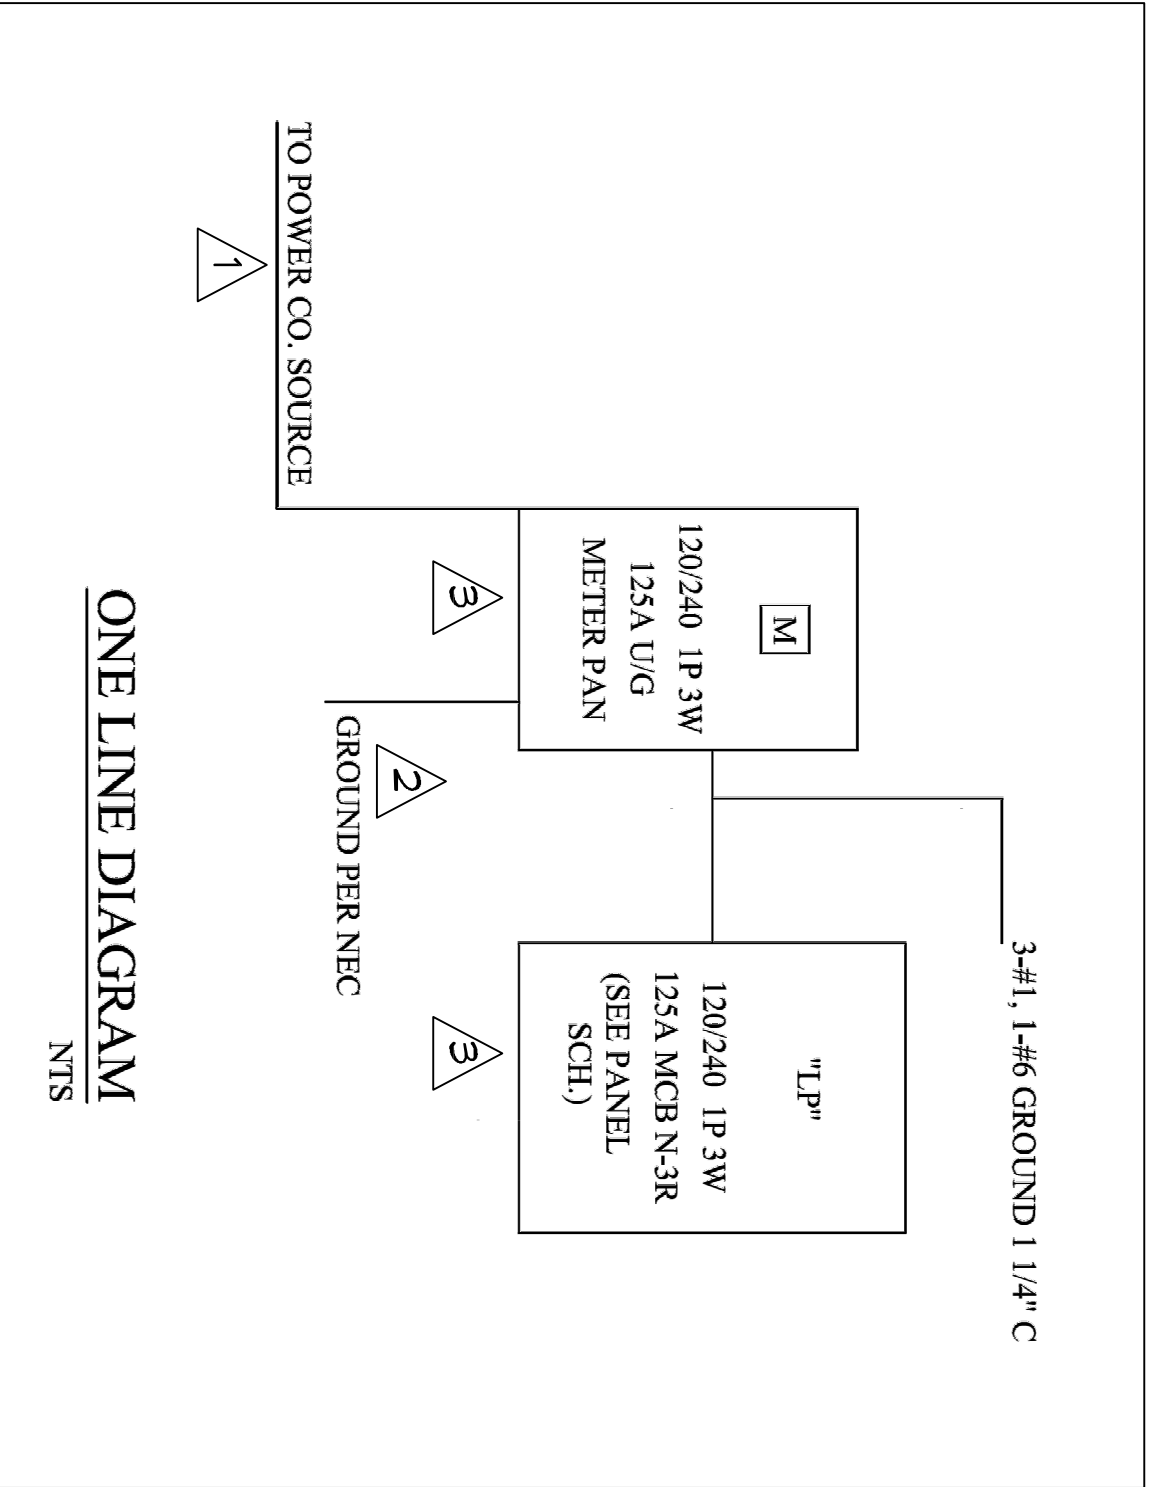 3-#1, 1-#6 GROUND 1 1/4" C
M
120/240 1P 3W
125A U/G
METER PAN
3
"LP"
120/240 1P 3W
125A MCB N-3R
(SEE PANEL
SCH.)
3
TO POWER CO. SOURCE
1
2
GROUND PER NEC
ONE LINE DIAGRAM
NTS